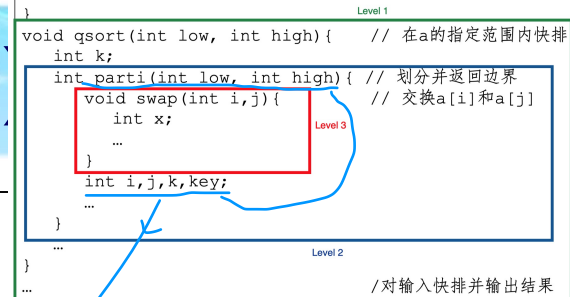 }
Level 1
void qsort(int low, int high){ // 在a的指定范围内快排
int k;
int parti(int low, int high){ // 划分并返回边界
void swap(int i,j){ // 交换a[i]和a[j]
int x;
Level 3
…
}
int i,j,k,key;
…
}
Level 2
…
}
… /对输入快排并输出结果